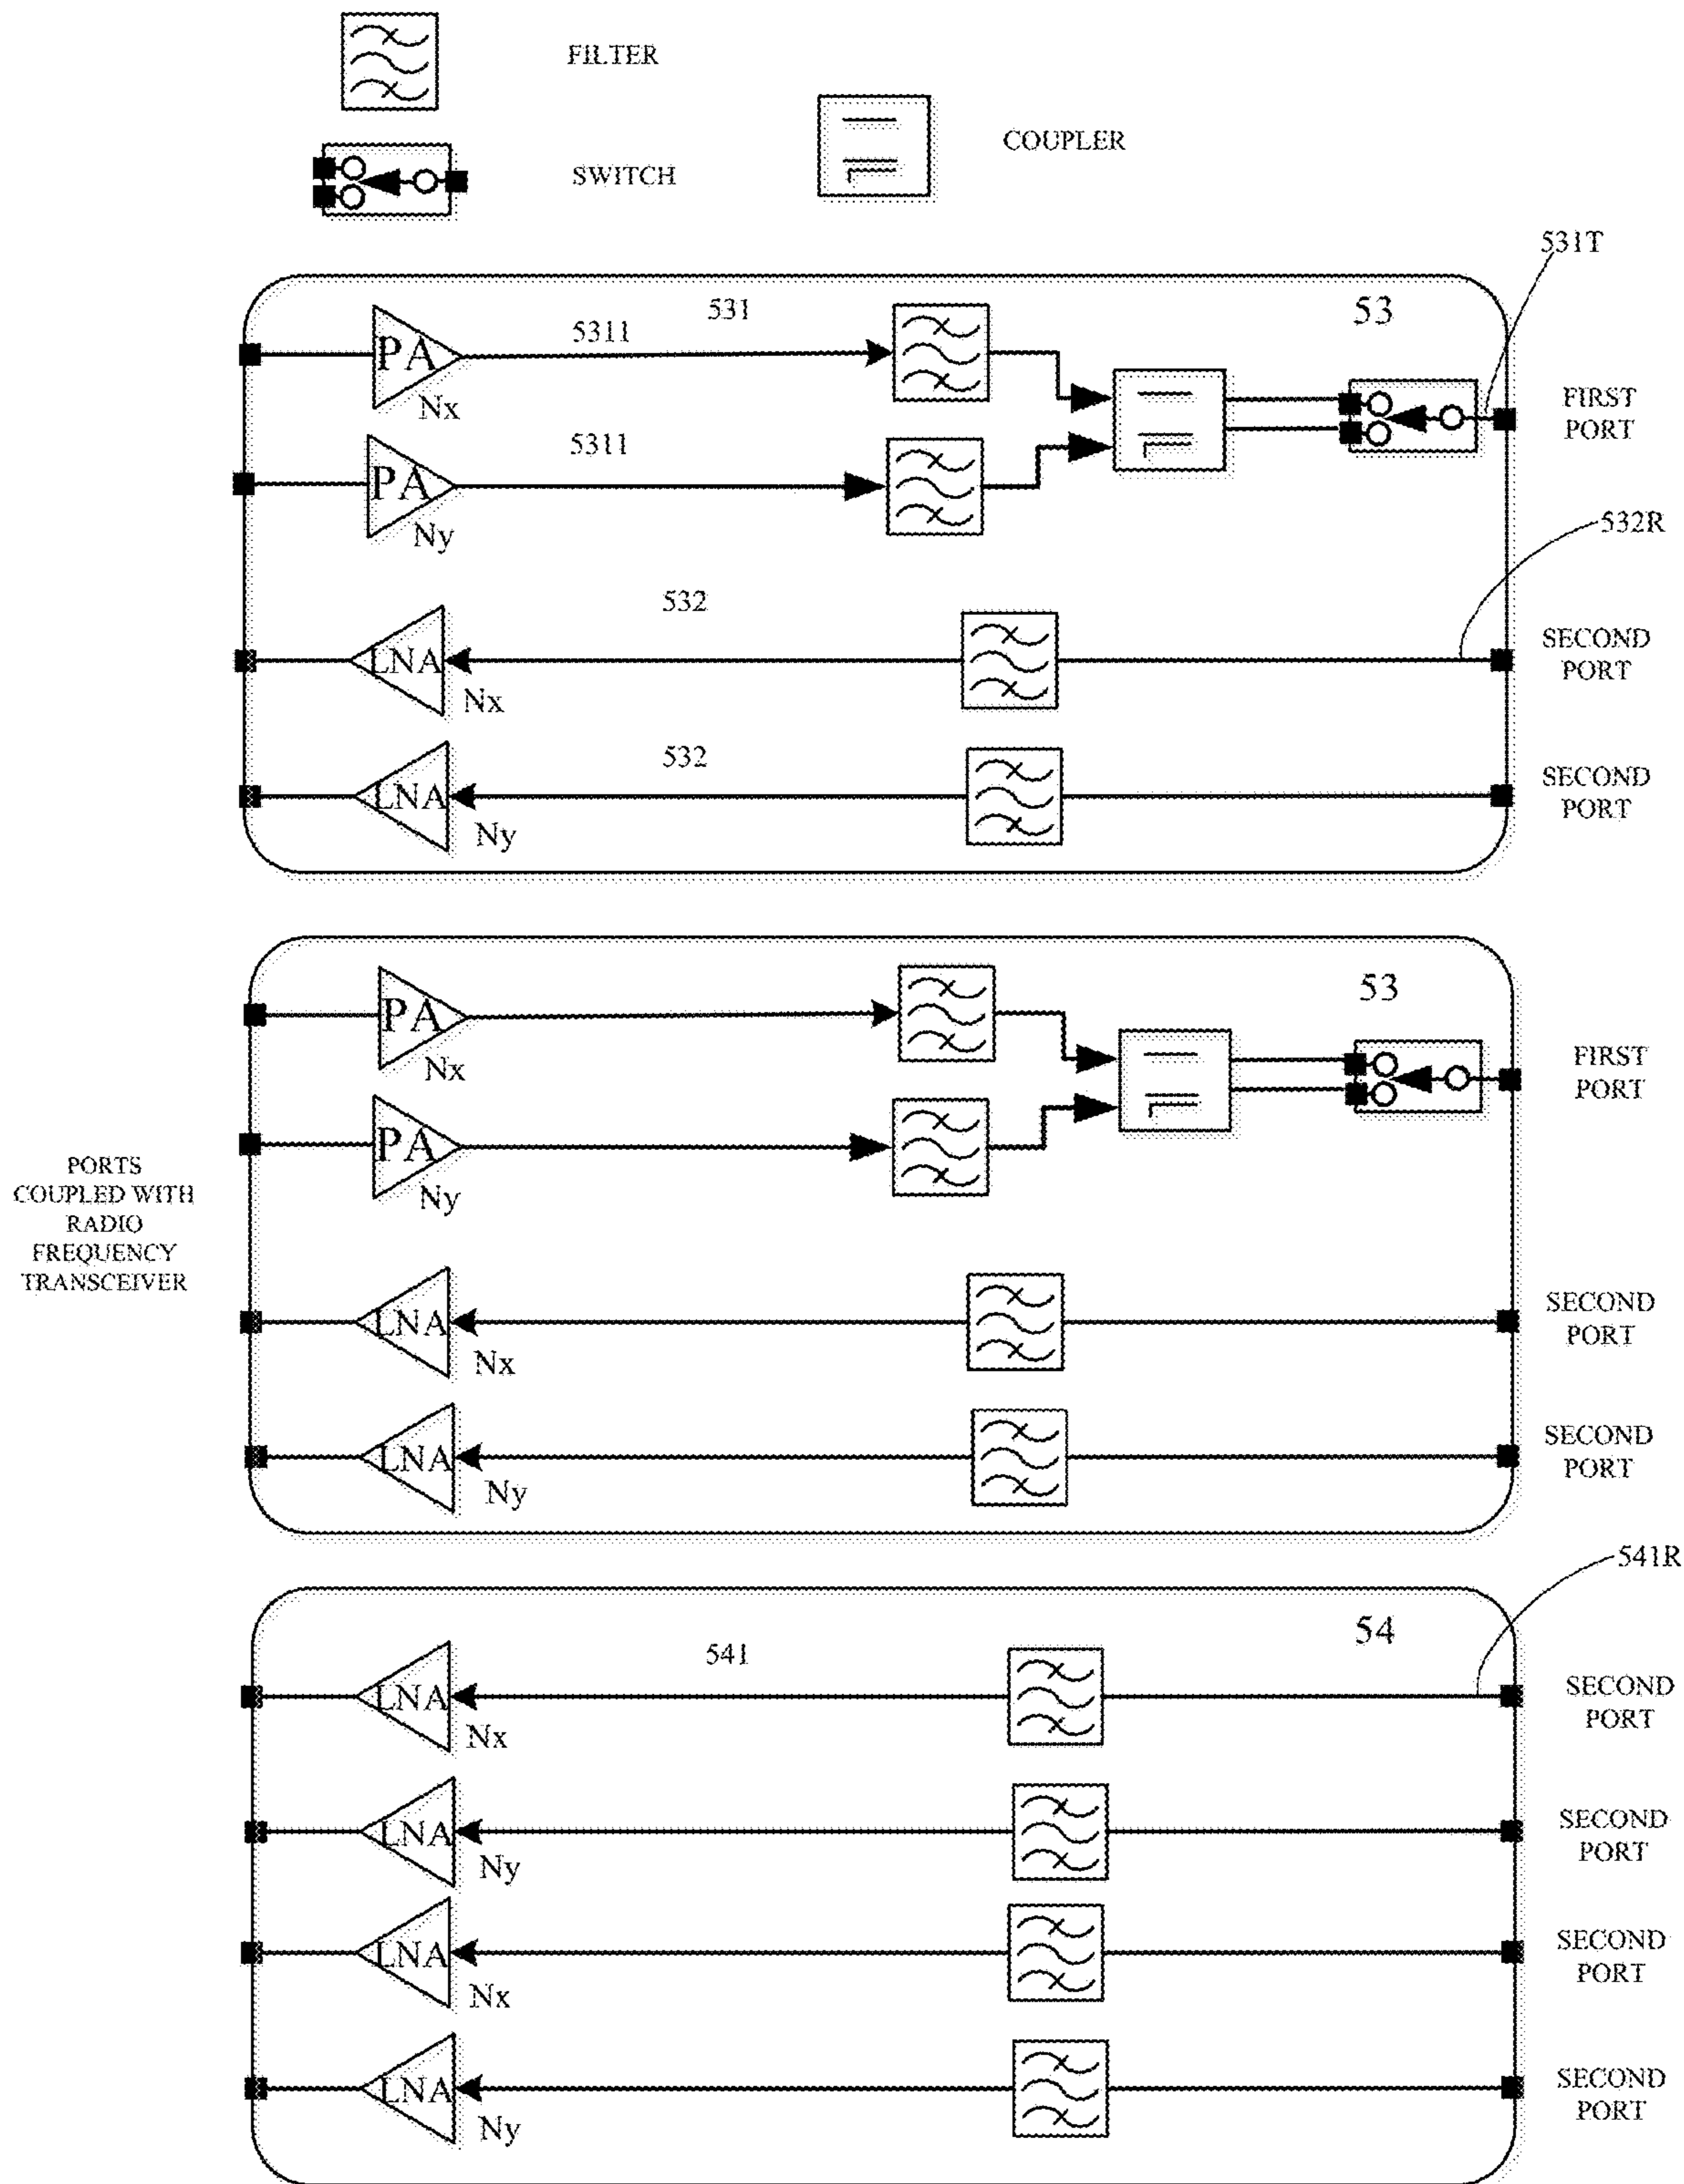 FILTER
COUPLER
SWITCH
531T
531
53
5311
PA
Nx
FIRST
PORT
5311
PA
Ny
532R
532
LNA
Nx
SECOND
PORT
532
LNA
Ny
SECOND
PORT
53
PA
Nx
FIRST
PORT
PA
Ny
PORTS
COUPLED WITH
RADIO
FREQUENCY
TRANSCEIVER
LNA
Nx
SECOND
PORT
LNA
Ny
SECOND
PORT
541R
54
541
LNA
Nx
SECOND
PORT
LNA
Ny
SECOND
PORT
LNA
Nx
SECOND
PORT
LNA
Ny
SECOND
PORT